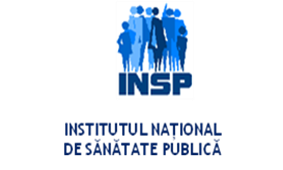 INSP
INSTITUTUL NAȚIONAL
DE SĂNĂTATE PUBLICĂ